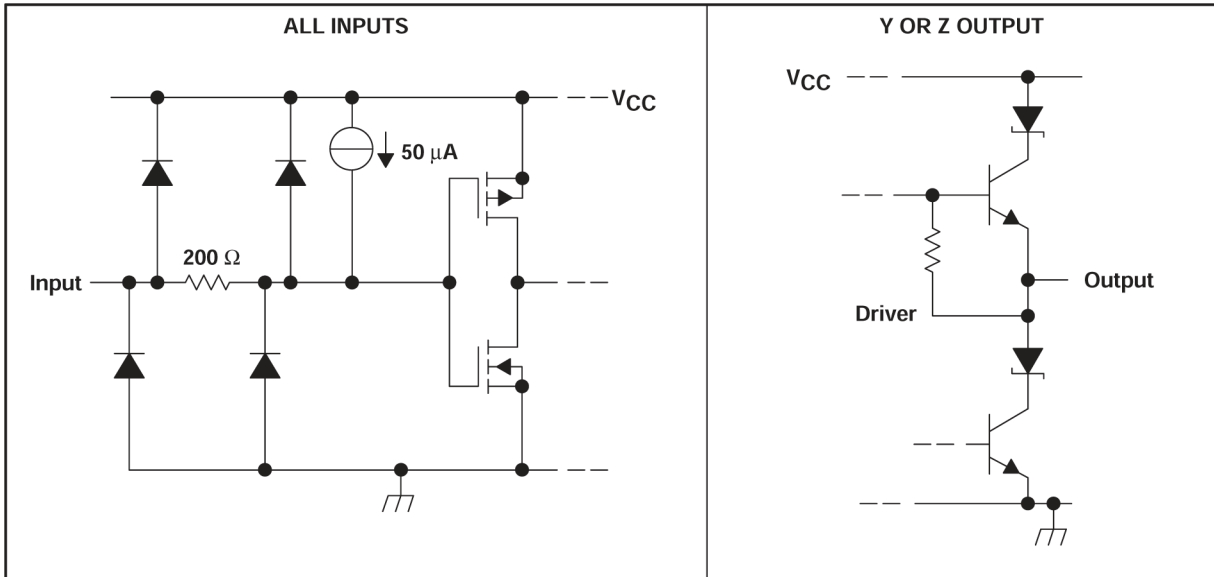 ALL INPUTS
VCC
50 μA
200 Ω
Input
Y OR Z OUTPUT
VCC
Output
Driver